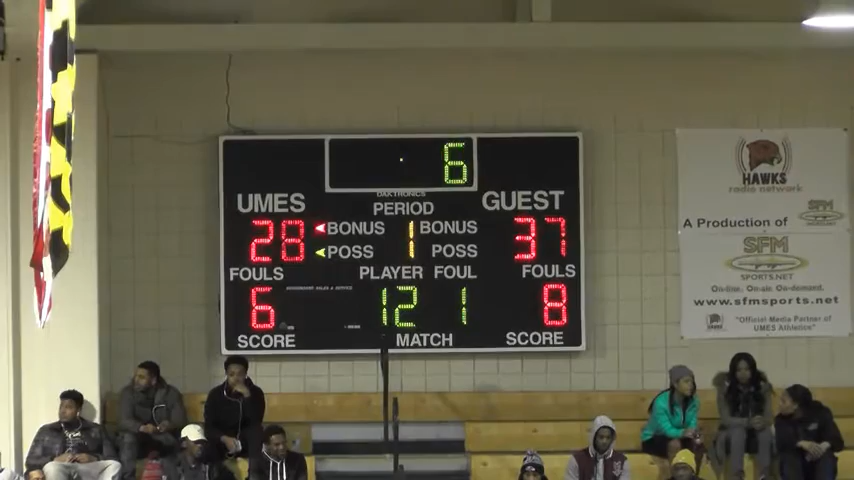 6
DAKTRONICS
UMES PERIOD GUEST
28 BONUS 1 BONUS 37
POSS POSS
FOULS PLAYER FOUL FOULS
6 12 1 8
SCORE MATCH SCORE
HAWKS
radio network
SFM
A Production of
SFM
SPORTS.NET
On-line. On-air. On-demand.
www.sfmsports.net
"Official Media Partner of
UMES Athletics"